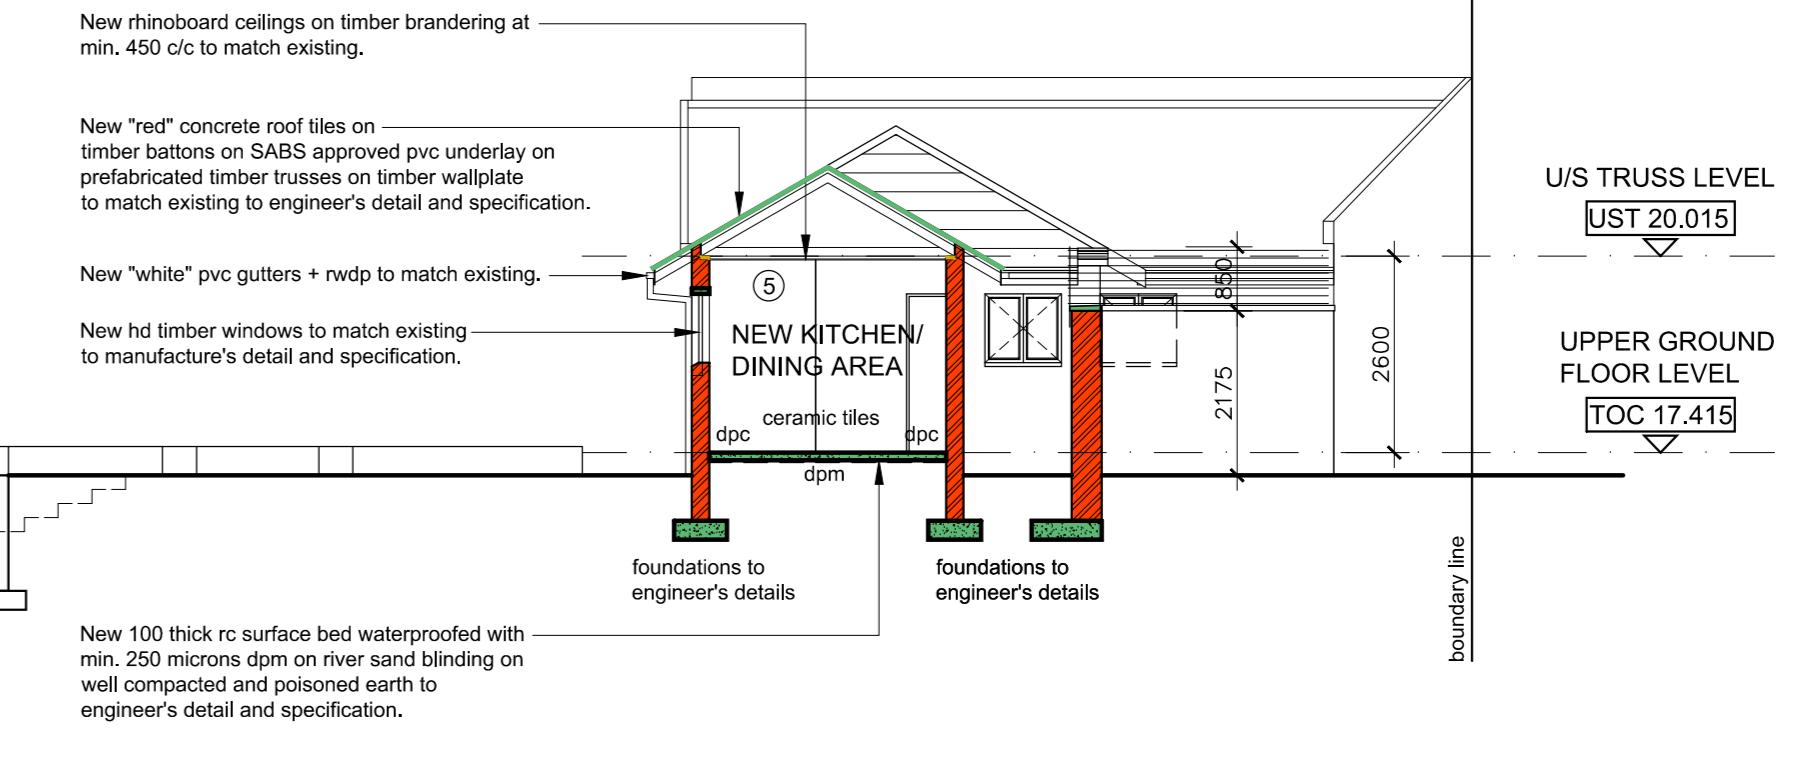 New rhinoboard ceilings on timber brandering at
min. 450 c/c to match existing.
New "red" concrete roof tiles on
timber battons on SABS approved pvc underlay on
prefabricated timber trusses on timber wallplate
to match existing to engineer's detail and specification.
New "white" pvc gutters + rwdp to match existing.
New hd timber windows to match existing
to manufacture's detail and specification.
5
NEW KITCHEN/
DINING AREA
ceramic tiles
dpc
dpc
dpm
850
2175
2600
U/S TRUSS LEVEL
UST 20.015
UPPER GROUND
FLOOR LEVEL
TOC 17.415
foundations to
engineer's details
foundations to
engineer's details
boundary line
New 100 thick rc surface bed waterproofed with
min. 250 microns dpm on river sand blinding on
well compacted and poisoned earth to
engineer's detail and specification.